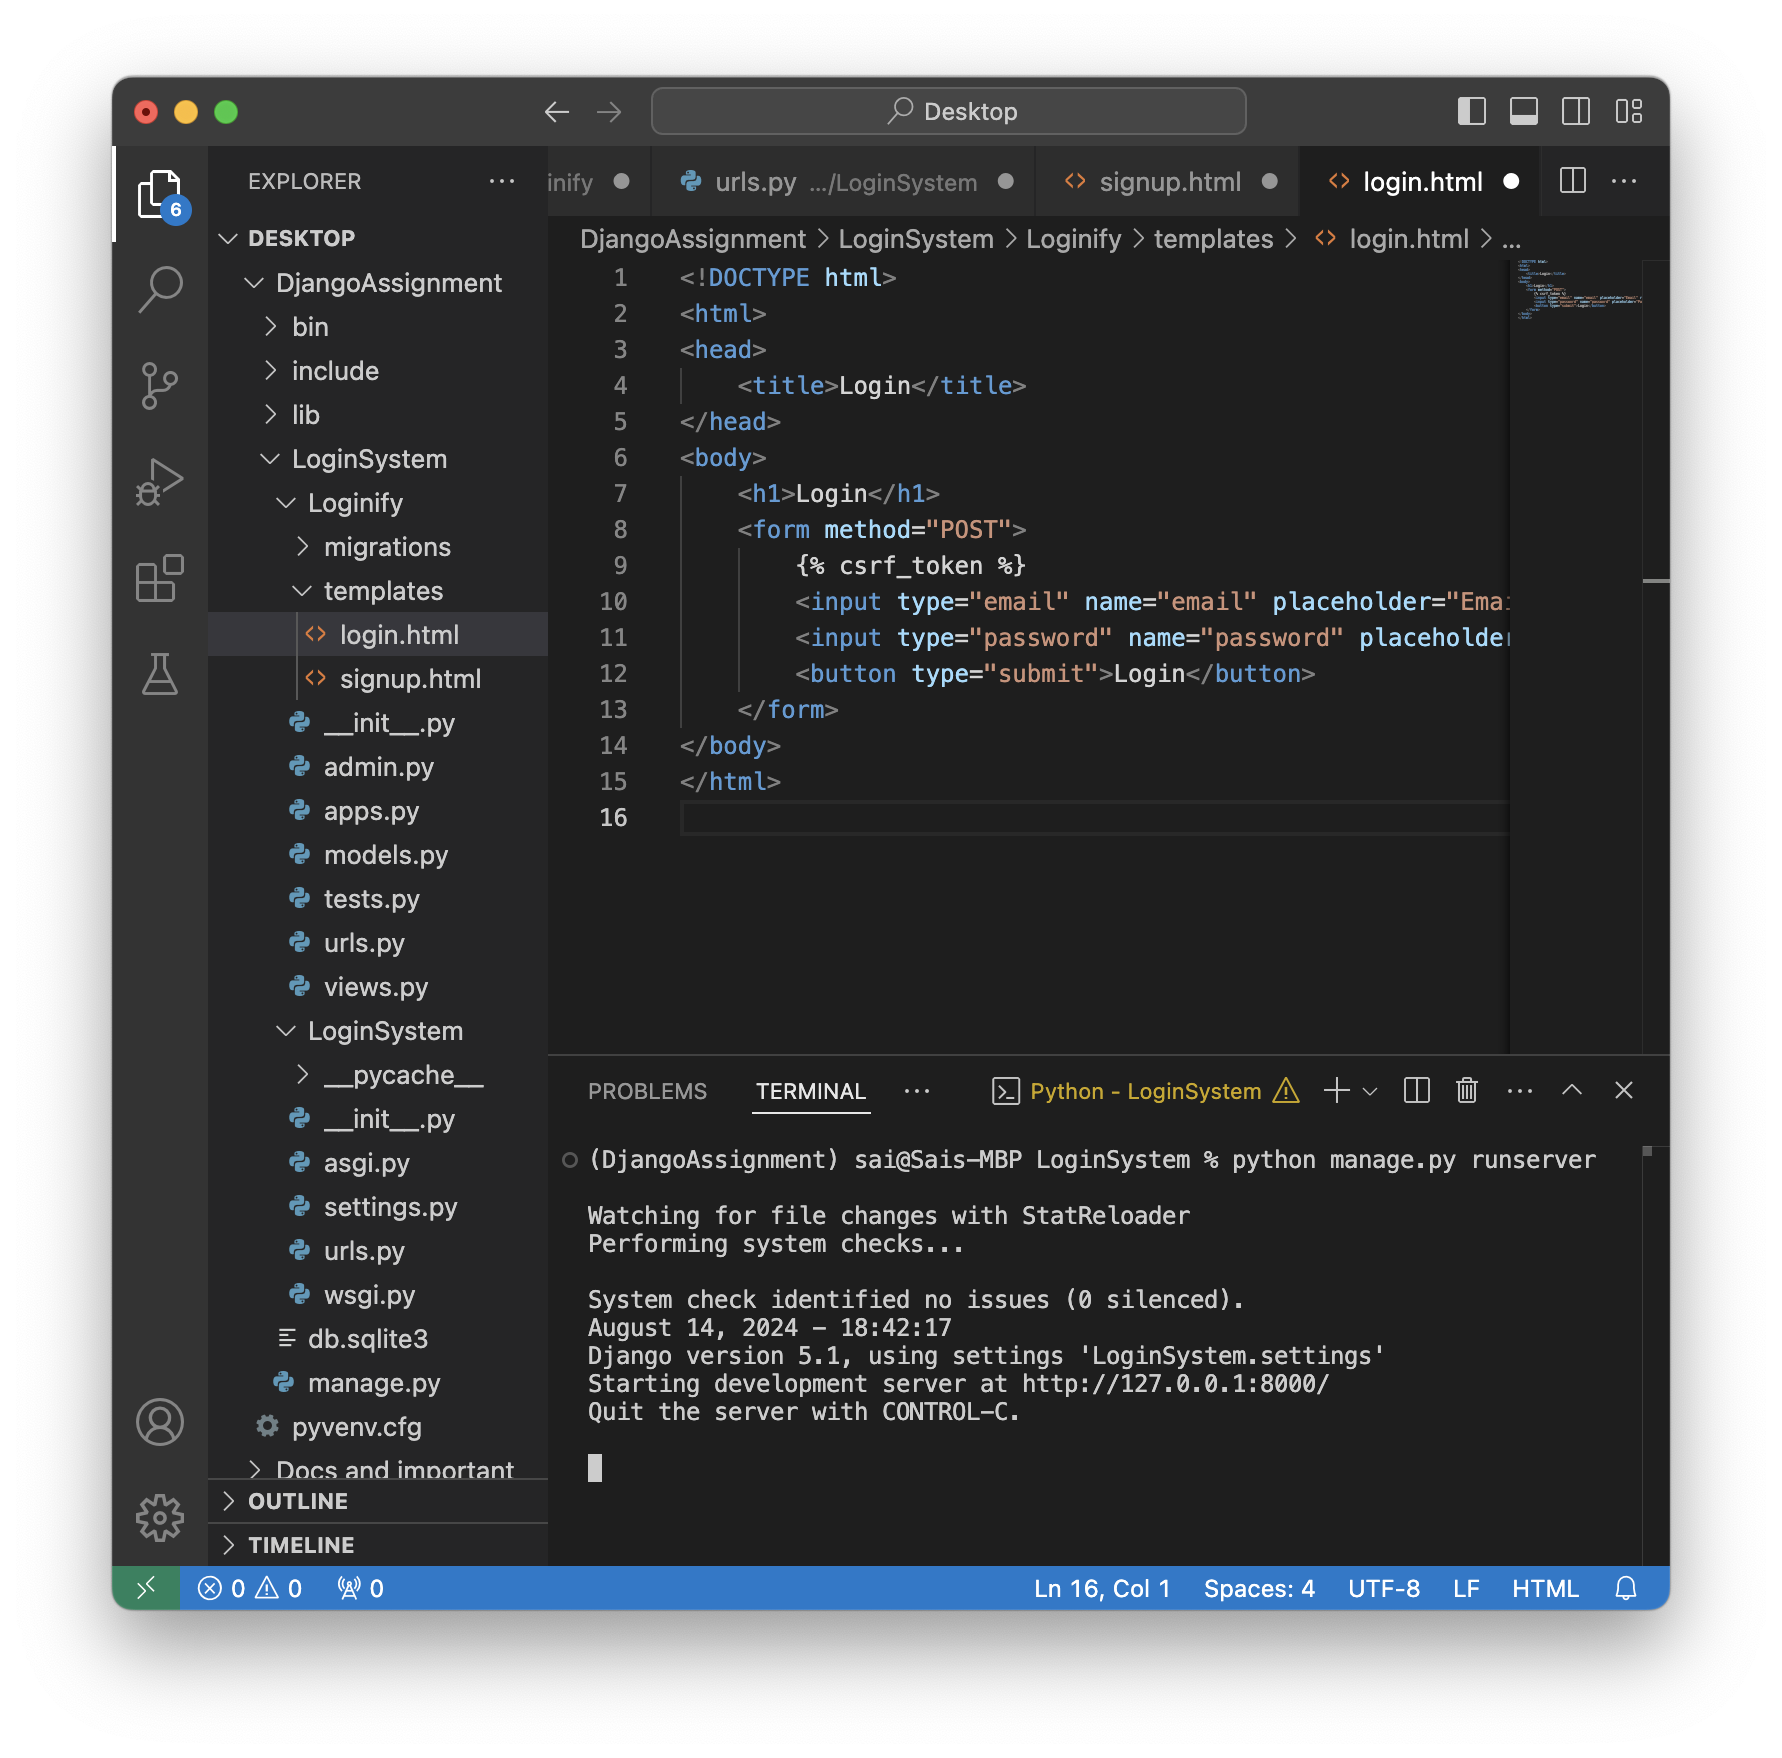 Desktop
EXPLORER
6
DESKTOP
DjangoAssignment
bin
include
lib
LoginSystem
Loginify
migrations
templates
login.html
signup.html
__init__.py
admin.py
apps.py
models.py
tests.py
urls.py
views.py
LoginSystem
__pycache__
__init__.py
asgi.py
settings.py
urls.py
wsgi.py
db.sqlite3
manage.py
pyvenv.cfg
Docs and important
OUTLINE
TIMELINE
inify urls.py .../LoginSystem signup.html login.html
DjangoAssignment > LoginSystem > Loginify > templates > login.html > ...
1 <!DOCTYPE html>
2 <html>
3 <head>
4 <title>Login</title>
5 </head>
6 <body>
7 <h1>Login</h1>
8 <form method="POST">
9 {% csrf_token %}
10 <input type="email" name="email" placeholder="Emai
11 <input type="password" name="password" placeholder
12 <button type="submit">Login</button>
13 </form>
14 </body>
15 </html>
16
PROBLEMS TERMINAL ... Python - LoginSystem
(DjangoAssignment) sai@Sais-MBP LoginSystem % python manage.py runserver
Watching for file changes with StatReloader
Performing system checks...
System check identified no issues (0 silenced).
August 14, 2024 - 18:42:17
Django version 5.1, using settings 'LoginSystem.settings'
Starting development server at http://127.0.0.1:8000/
Quit the server with CONTROL-C.
0 0 0 Ln 16, Col 1 Spaces: 4 UTF-8 LF HTML